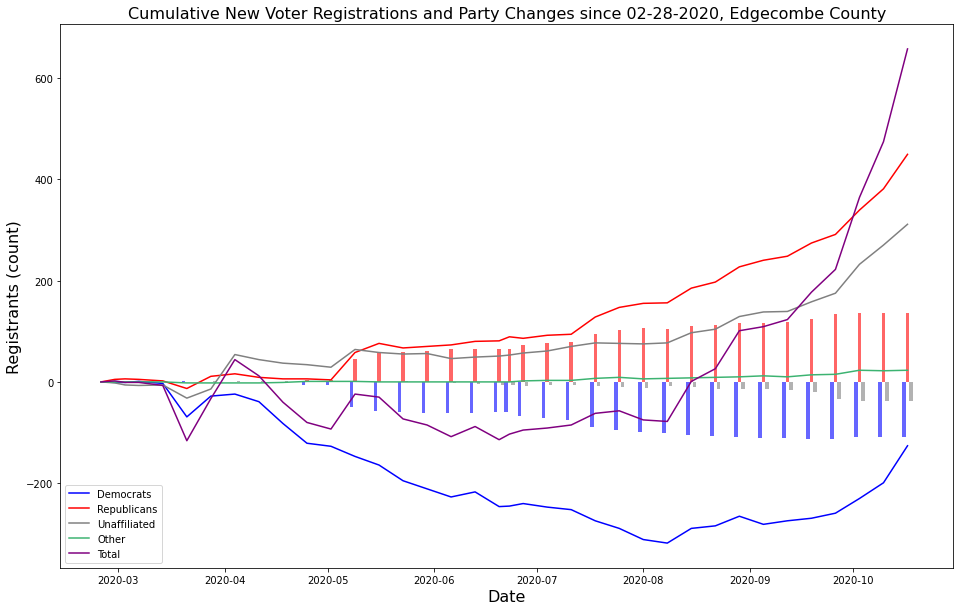 Cumulative New Voter Registrations and Party Changes since 02-28-2020, Edgecombe County
Registrants (count)
600
400
200
0
−200
Democrats
Republicans
Unaffiliated
Other
Total
2020-03
2020-04
2020-05
2020-06
2020-07
2020-08
2020-09
2020-10
Date